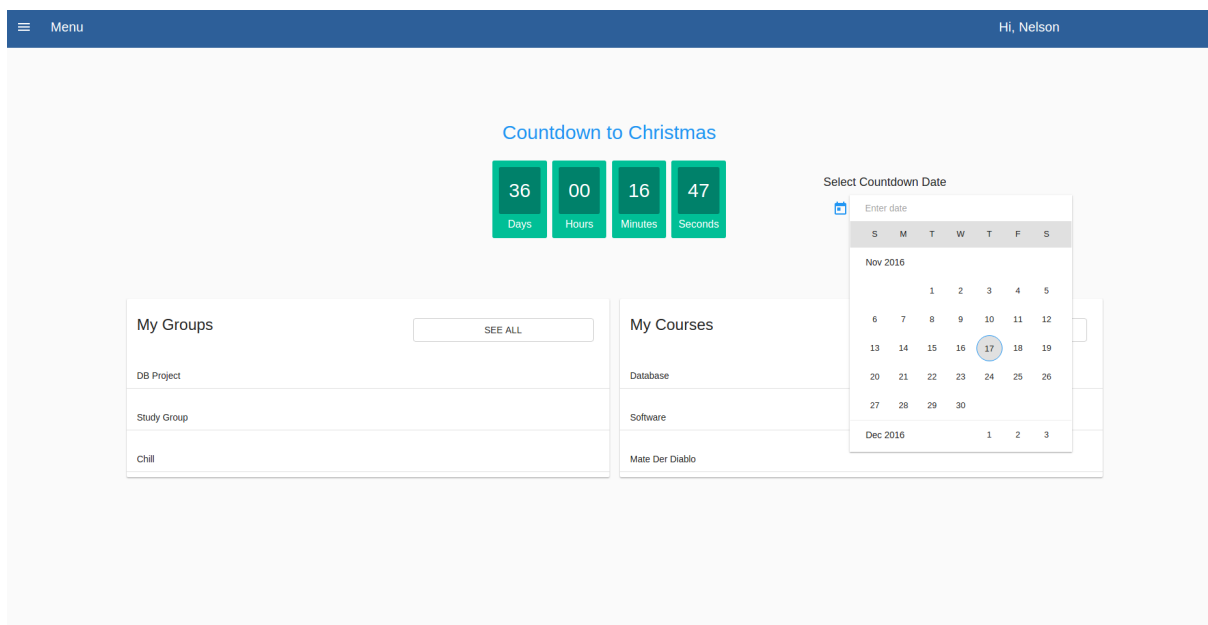 Menu
Hi, Nelson
Countdown to Christmas
36 00 16 47
Days Hours Minutes Seconds
Select Countdown Date
Enter date
S M T W T F S
Nov 2016
1 2 3 4 5
6 7 8 9 10 11 12
13 14 15 16 17 18 19
20 21 22 23 24 25 26
27 28 29 30
Dec 2016 1 2 3
My Groups
SEE ALL
DB Project
Study Group
Chill
My Courses
Database
Software
Mate Der Diablo